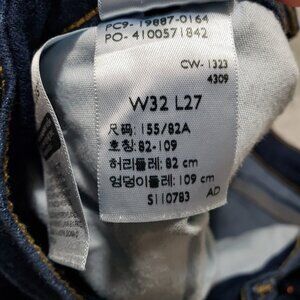 PC9-19887-0164
PO-4100571842
CW-1323
4309
W32 L27
尺码: 155/82A
호칭: 82-109
허리둘레: 82 cm
엉덩이둘레: 109 cm
S110783 AD